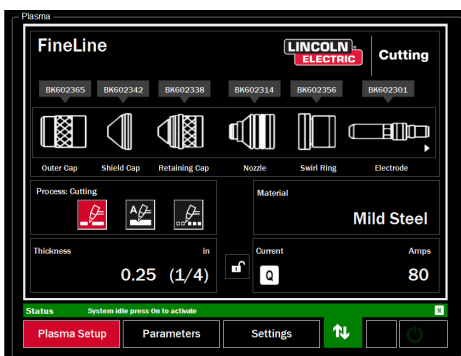 Plasma
FineLine
LINCOLN
ELECTRIC
Cutting
BK602365 BK602342 BK602338 BK602314 BK602356 BK602301
Outer Cap Shield Cap Retaining Cap Nozzle Swirl Ring Electrode
Process: Cutting
A
Material
Mild Steel
Thickness in
0.25 (1/4)
Current Amps
Q 80
Status System idle press On to activate N
Plasma Setup Parameters Settings